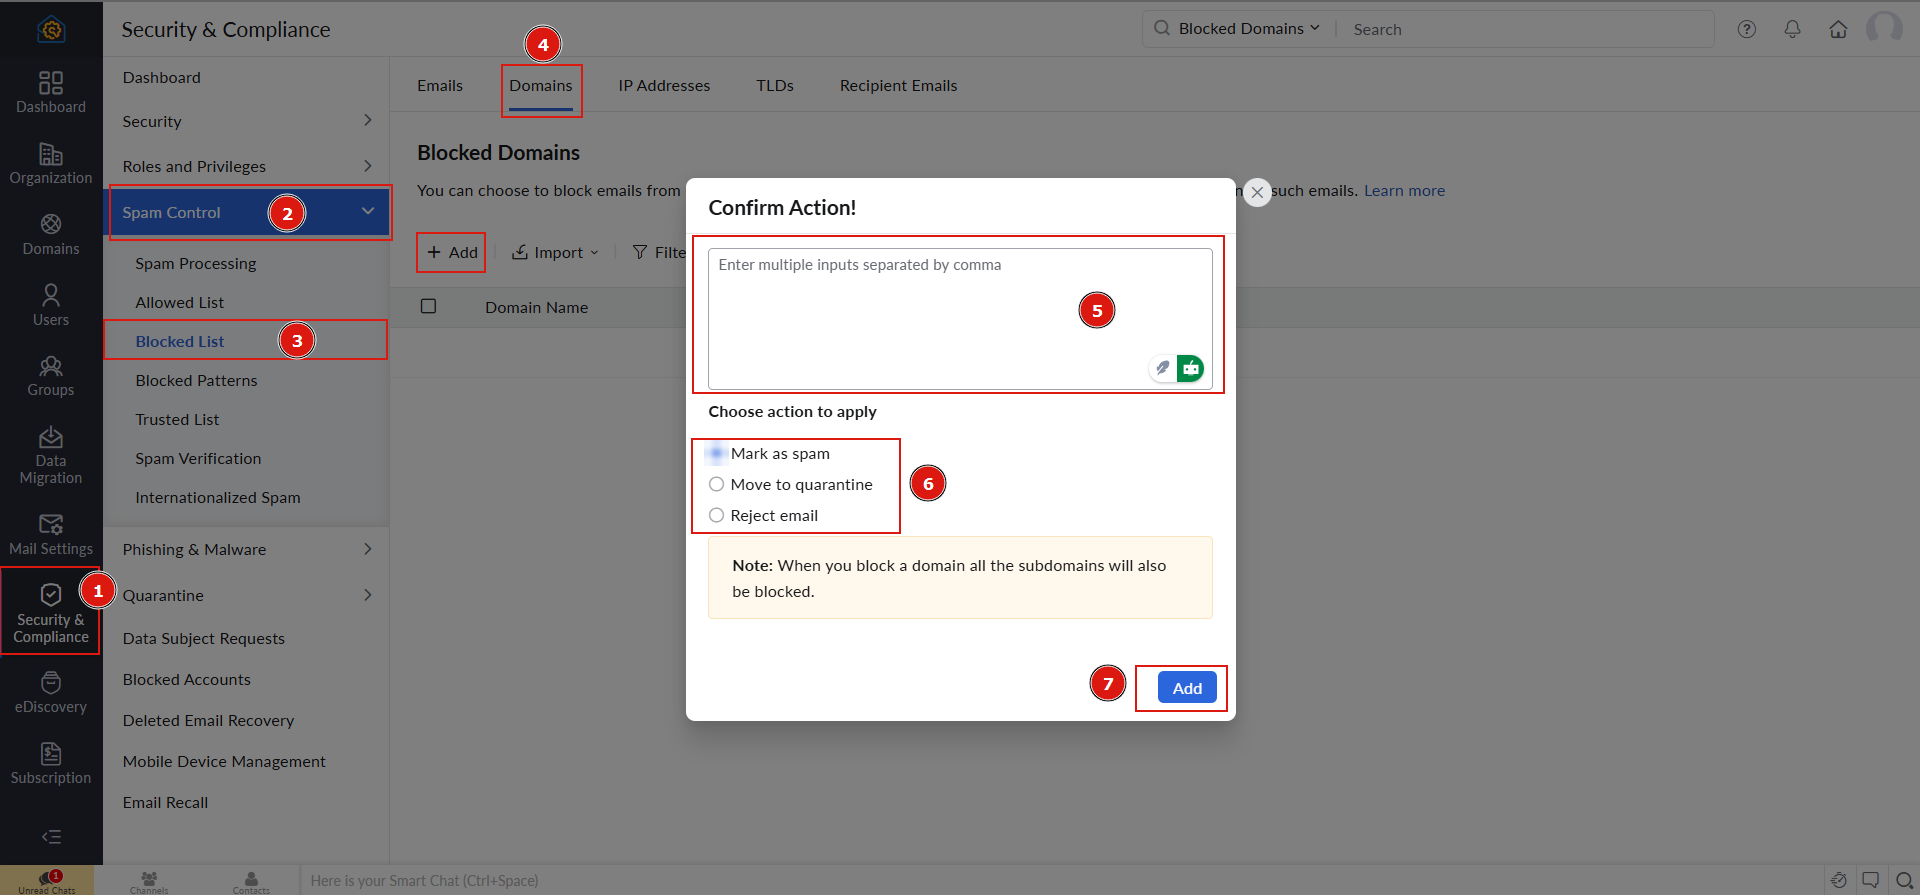 Security & Compliance
Blocked Domains
Search
4
Dashboard
Organization
Domains
Users
Groups
Data
Migration
Mail Settings
1
Security &
Compliance
eDiscovery
Subscription
Dashboard
Security
Roles and Privileges
Spam Control
2
Spam Processing
Allowed List
Blocked List
3
Blocked Patterns
Trusted List
Spam Verification
Internationalized Spam
Phishing & Malware
Quarantine
Data Subject Requests
Blocked Accounts
Deleted Email Recovery
Mobile Device Management
Email Recall
Emails
Domains
IP Addresses
TLDs
Recipient Emails
Blocked Domains
You can choose to block emails from
such emails. Learn more
Add
Import
Filte
Domain Name
Confirm Action!
Enter multiple inputs separated by comma
5
Choose action to apply
Mark as spam
Move to quarantine
Reject email
6
Note: When you block a domain all the subdomains will also
be blocked.
7
Add
1
Unread Chats
Channels
Contacts
Here is your Smart Chat (Ctrl+Space)